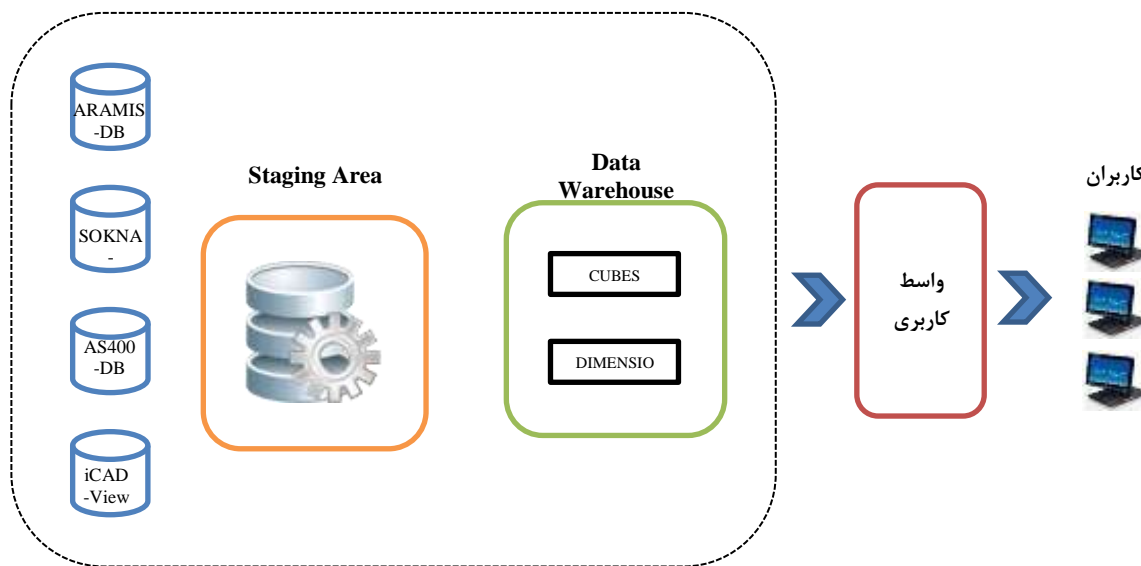 ARAMIS
-DB
SOKNA
-
AS400
-DB
iCAD
-View
Staging Area
Data
Warehouse
CUBES
DIMENSIO
واسط
کاربری
کاربران